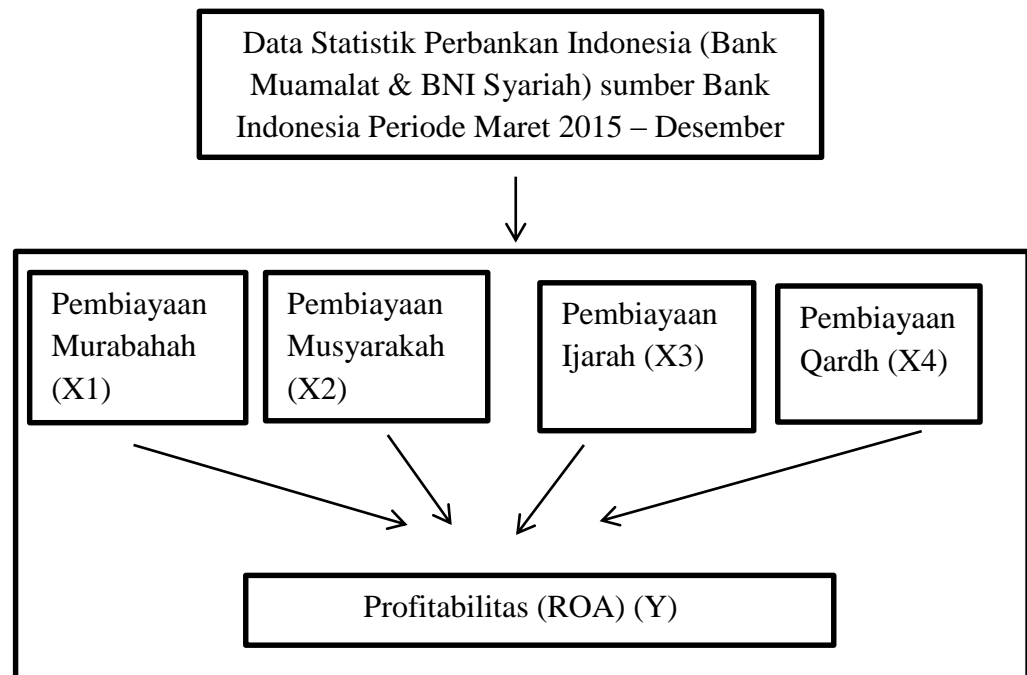 Data Statistik Perbankan Indonesia (Bank
Muamalat & BNI Syariah) sumber Bank
Indonesia Periode Maret 2015 – Desember
Pembiayaan
Murabahah
(X1)
Pembiayaan
Musyarakah
(X2)
Pembiayaan
Ijarah (X3)
Pembiayaan
Qardh (X4)
Profitabilitas (ROA) (Y)